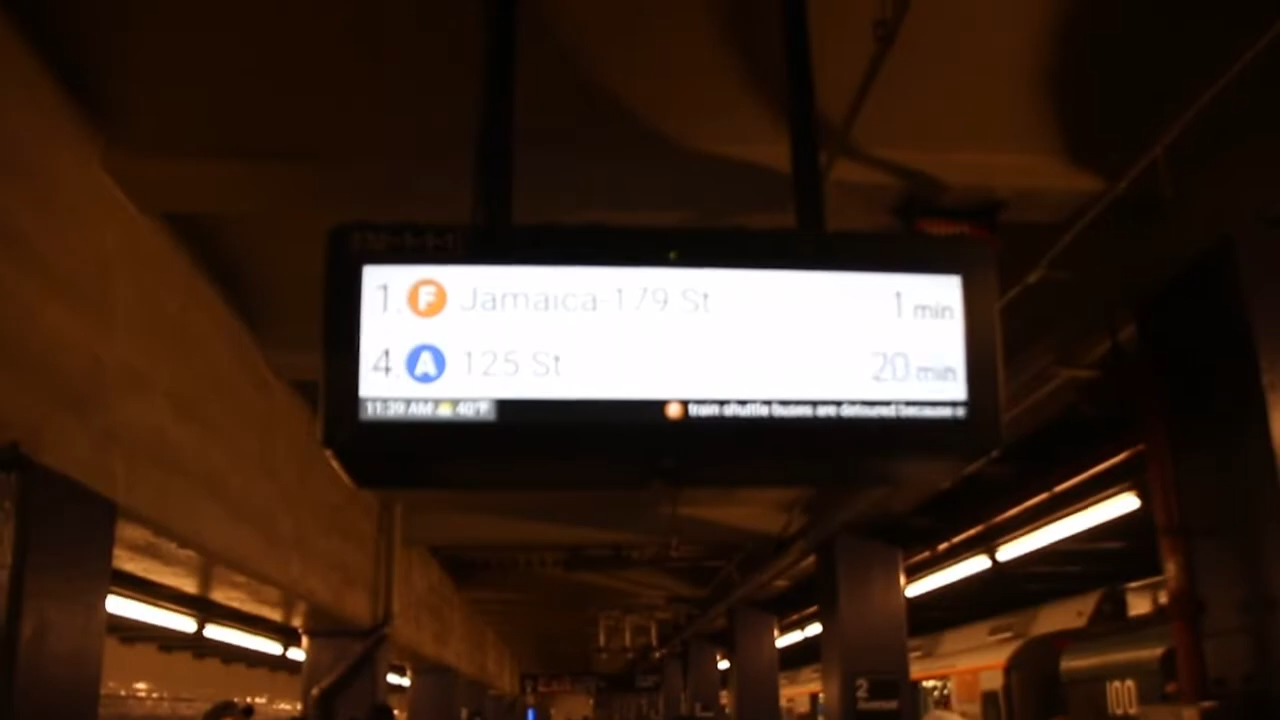 1. F Jamaica-179 St 1 min
4. A 125 St 20 min
11:39 AM 40°F train shuttle buses are detoured because
2
Avenue
100